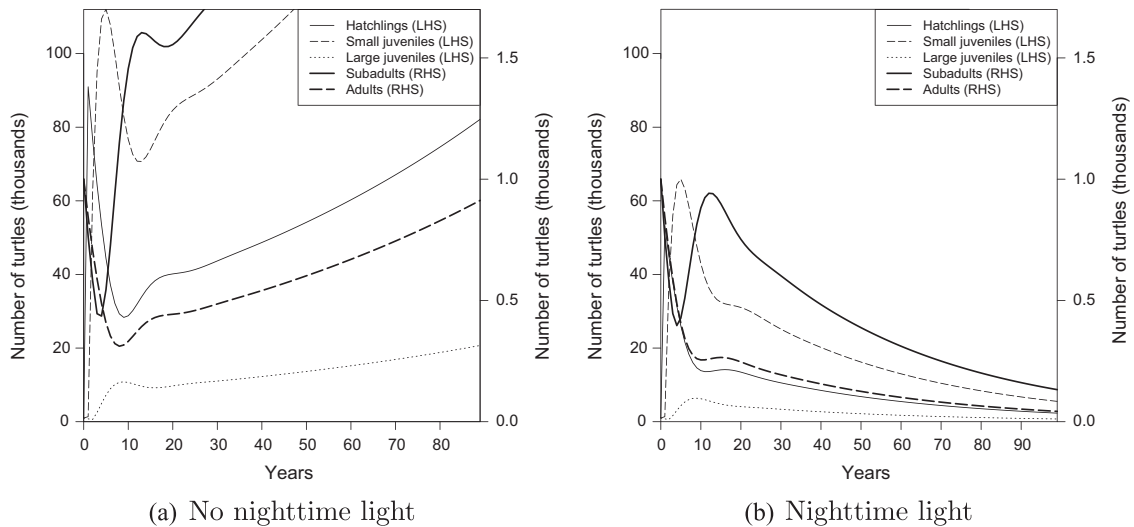 Hatchlings (LHS)
Small juveniles (LHS)
Large juveniles (LHS)
Subadults (RHS)
Adults (RHS)
Number of turtles (thousands)
0
20
40
60
80
100
0.0
0.5
1.0
1.5
Number of turtles (thousands)
0 10 20 30 40 50 60 70 80
Years
(a) No nighttime light
Hatchlings (LHS)
Small juveniles (LHS)
Large juveniles (LHS)
Subadults (RHS)
Adults (RHS)
Number of turtles (thousands)
0
20
40
60
80
100
0.0
0.5
1.0
1.5
Number of turtles (thousands)
0 10 20 30 40 50 60 70 80 90
Years
(b) Nighttime light